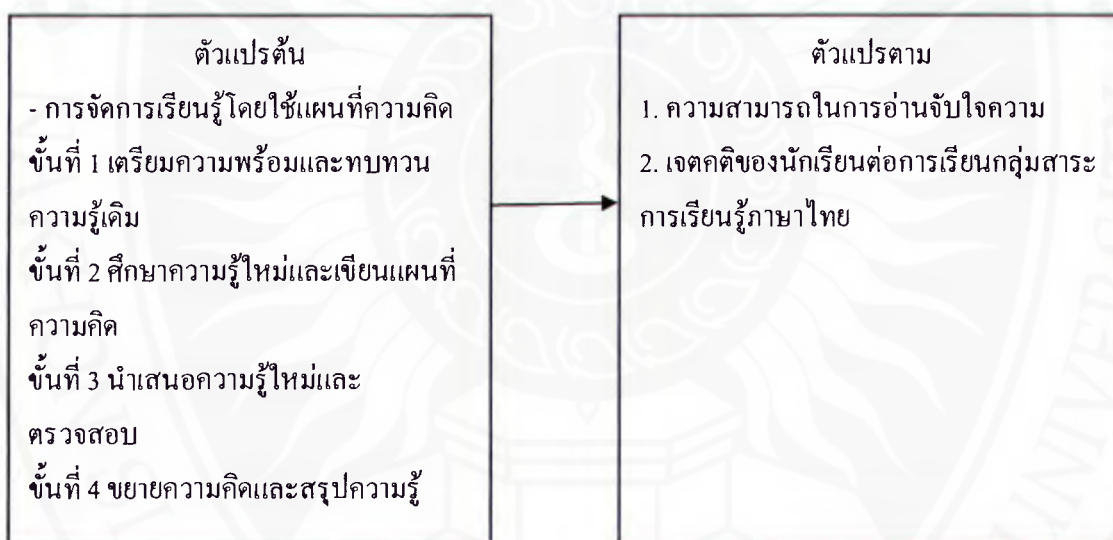 ตัวแปรต้น
- การจัดการเรียนรู้โดยใช้แผนที่ความคิด
ขั้นที่ 1 เตรียมความพร้อมและทบทวน
ความรู้เดิม
ขั้นที่ 2 ศึกษาความรู้ใหม่และเขียนแผนที่
ความคิด
ขั้นที่ 3 นำเสนอความรู้ใหม่และ
ตรวจสอบ
ขั้นที่ 4 ขยายความคิดและสรุปความรู้
ตัวแปรตาม
1. ความสามารถในการอ่านจับใจความ
2. เจตคติของนักเรียนต่อการเรียนกลุ่มสาระ
การเรียนรู้ภาษาไทย